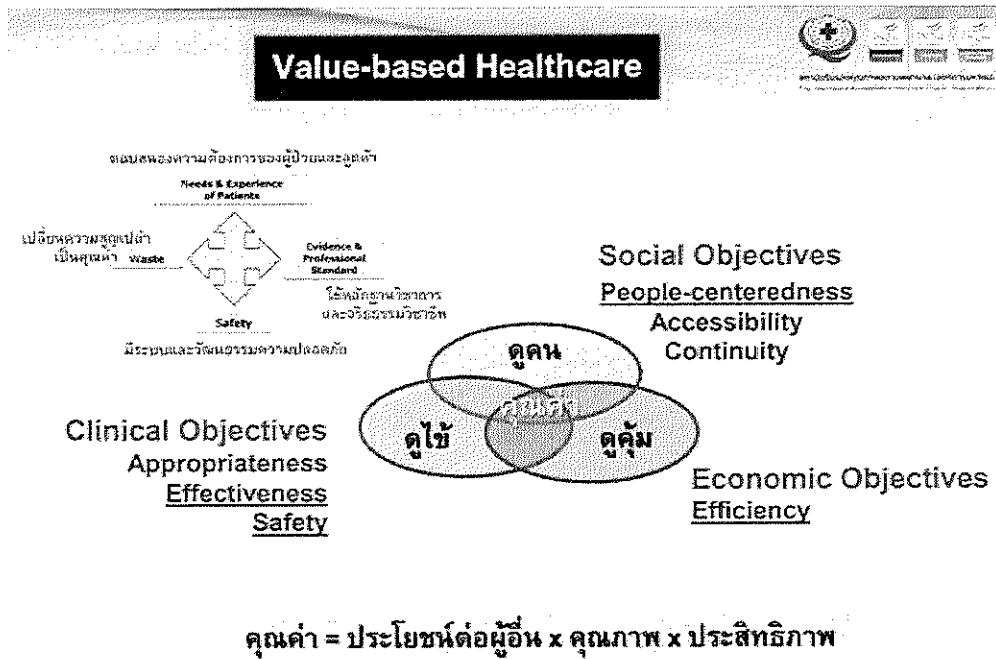 Value-based Healthcare
ตอบสนองความต้องการของผู้ป่วยและลูกค้าฯ
Needs & Experience
of Patients
เปลี่ยนความสูญเปล่า
เป็นคุณค่า Waste
Evidence &
Professional
Standard
ใช้หลักฐานวิชาการ
และจริยธรรมวิชาชีพ
Safety
มีระบบและวัฒนธรรมความปลอดภัย
Social Objectives
People-centeredness
Accessibility
Continuity
ดูคน
คุณค่า
ดูไข้
ดูคุ้ม
Clinical Objectives
Appropriateness
Effectiveness
Safety
Economic Objectives
Efficiency
คุณค่า = ประโยชน์ต่อผู้อื่น x คุณภาพ x ประสิทธิภาพ